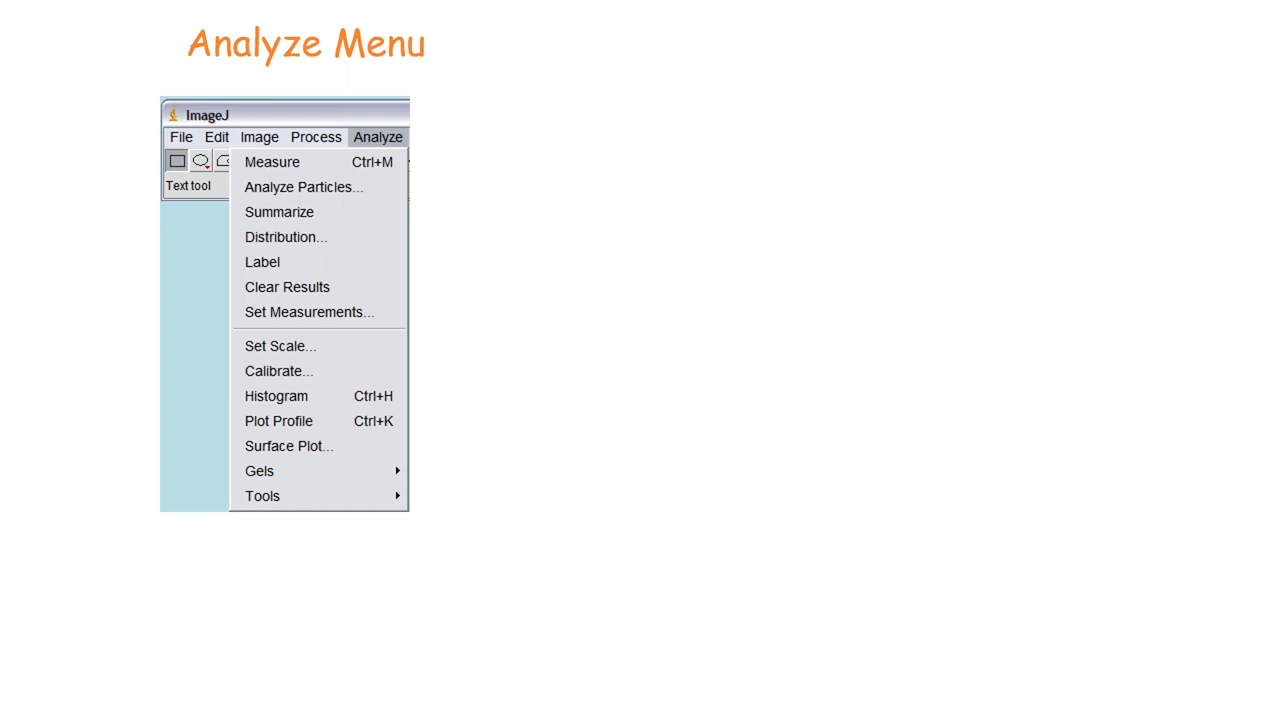 Analyze Menu
ImageJ
File Edit Image Process Analyze
Measure Ctrl+M
Text tool
Analyze Particles...
Summarize
Distribution...
Label
Clear Results
Set Measurements...
Set Scale...
Calibrate...
Histogram Ctrl+H
Plot Profile Ctrl+K
Surface Plot...
Gels
Tools